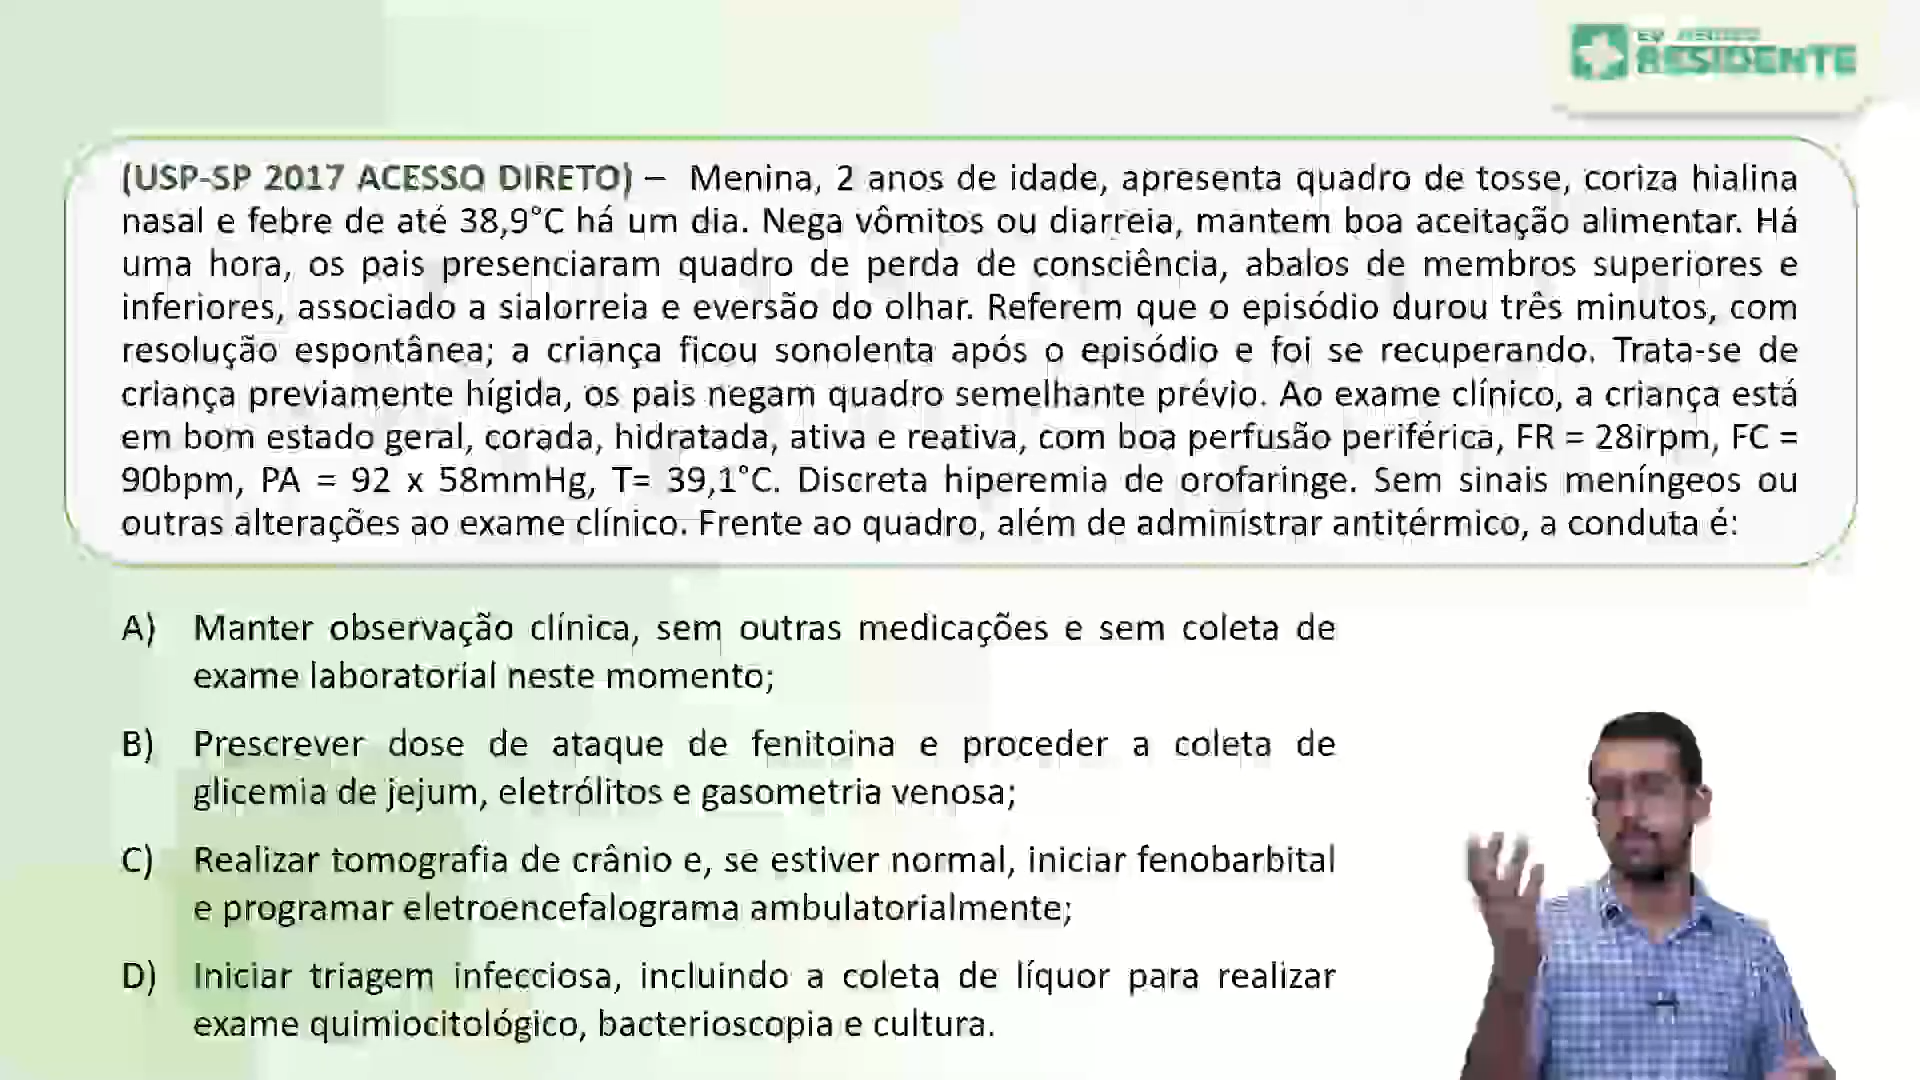 RESIDENTE
(USP-SP 2017 ACESSO DIRETO) – Menina, 2 anos de idade, apresenta quadro de tosse, coriza hialina
nasal e febre de até 38,9°C há um dia. Nega vômitos ou diarreia, mantem boa aceitação alimentar. Há
uma hora, os pais presenciaram quadro de perda de consciência, abalos de membros superiores e
inferiores, associado a sialorreia e eversão do olhar. Referem que o episódio durou três minutos, com
resolução espontânea; a criança ficou sonolenta após o episódio e foi se recuperando. Trata-se de
criança previamente hígida, os pais negam quadro semelhante prévio. Ao exame clínico, a criança está
em bom estado geral, corada, hidratada, ativa e reativa, com boa perfusão periférica, FR = 28irpm, FC =
90bpm, PA = 92 x 58mmHg, T= 39,1°C. Discreta hiperemia de orofaringe. Sem sinais meníngeos ou
outras alterações ao exame clínico. Frente ao quadro, além de administrar antitérmico, a conduta é:
A) Manter observação clínica, sem outras medicações e sem coleta de
exame laboratorial neste momento;
B) Prescrever dose de ataque de fenitoina e proceder a coleta de
glicemia de jejum, eletrólitos e gasometria venosa;
C) Realizar tomografia de crânio e, se estiver normal, iniciar fenobarbital
e programar eletroencefalograma ambulatorialmente;
D) Iniciar triagem infecciosa, incluindo a coleta de líquor para realizar
exame quimiocitológico, bacterioscopia e cultura.